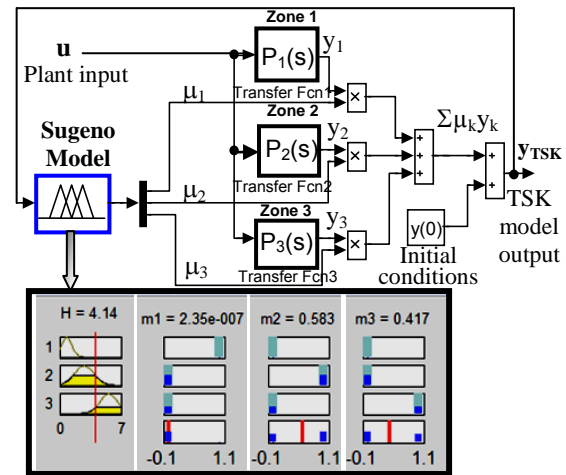 Zone 1
u
Plant input
P1(s)
y1
Transfer Fcn1
μ1
×
Zone 2
Sugeno
Model
P2(s)
y2
Transfer Fcn2
μ2
×
Σμkyk
+
+
+
+
+
yTSK
TSK
model
output
Zone 3
P3(s)
y3
Transfer Fcn3
μ3
×
y(0)
Initial
conditions
H = 4.14
m1 = 2.35e-007
m2 = 0.583
m3 = 0.417
1
2
3
0 7
-0.1 1.1
-0.1 1.1
-0.1 1.1